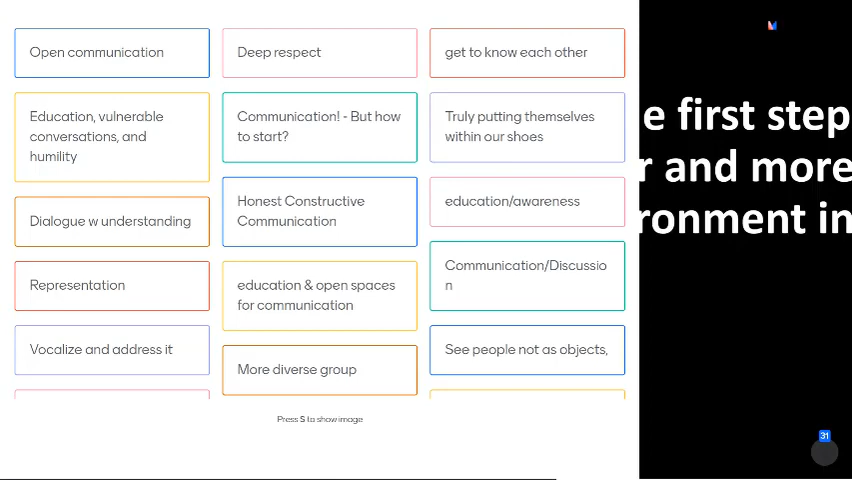 Open communication
Education, vulnerable
conversations, and
humility
Dialogue w understanding
Representation
Vocalize and address it
Deep respect
Communication! - But how
to start?
Honest Constructive
Communication
education & open spaces
for communication
More diverse group
get to know each other
Truly putting themselves
within our shoes
education/awareness
Communication/Discussio
n
See people not as objects,
Press S to show image
e first step
r and more
ronment in
31